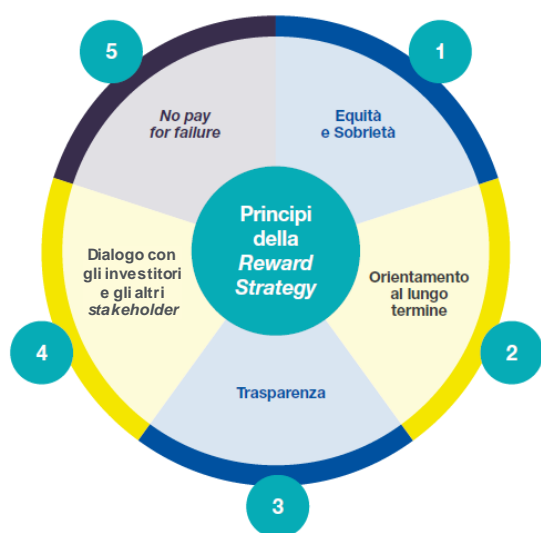 Principi
della
Reward
Strategy
1
Equità
e Sobrietà
2
Orientamento
al lungo
termine
3
Trasparenza
4
Dialogo con
gli investitori
e gli altri
stakeholder
5
No pay
for failure